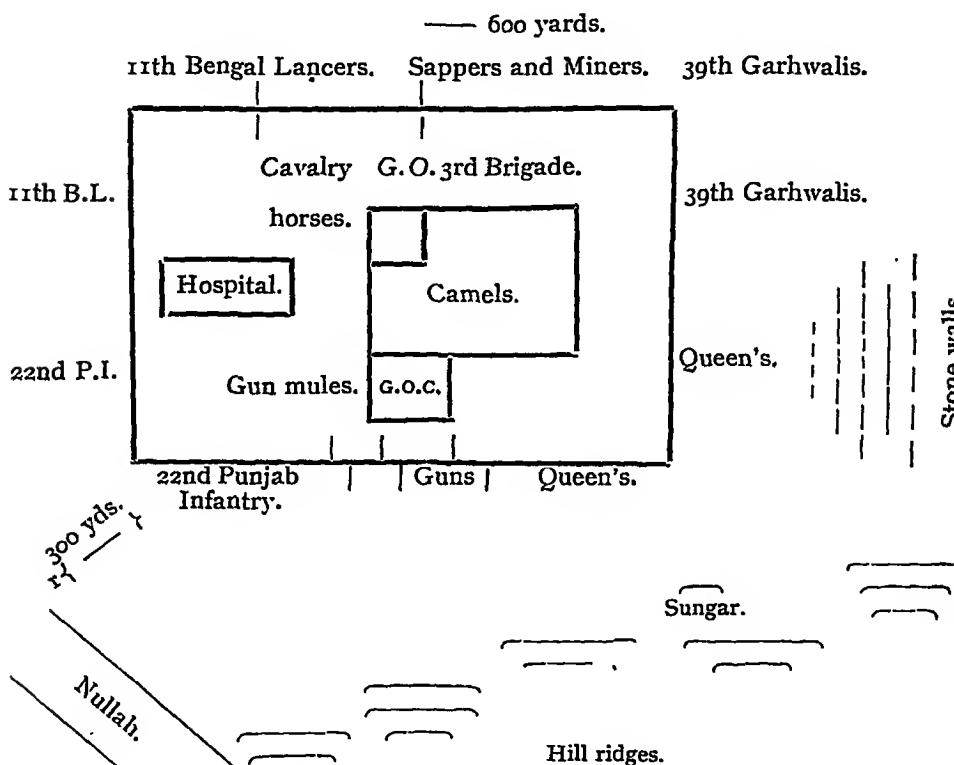 600 yards.
11th Bengal Lancers. Sappers and Miners. 39th Garhwalis.
Cavalry G.O. 3rd Brigade.
11th B.L.
horses.
39th Garhwalis.
Hospital.
Camels.
Stone walls
22nd P.I.
Gun mules.
G.O.C.
Queen's.
22nd Punjab
Infantry.
Guns
Queen's.
300 yds.
Sungar.
Nullah.
Hill ridges.